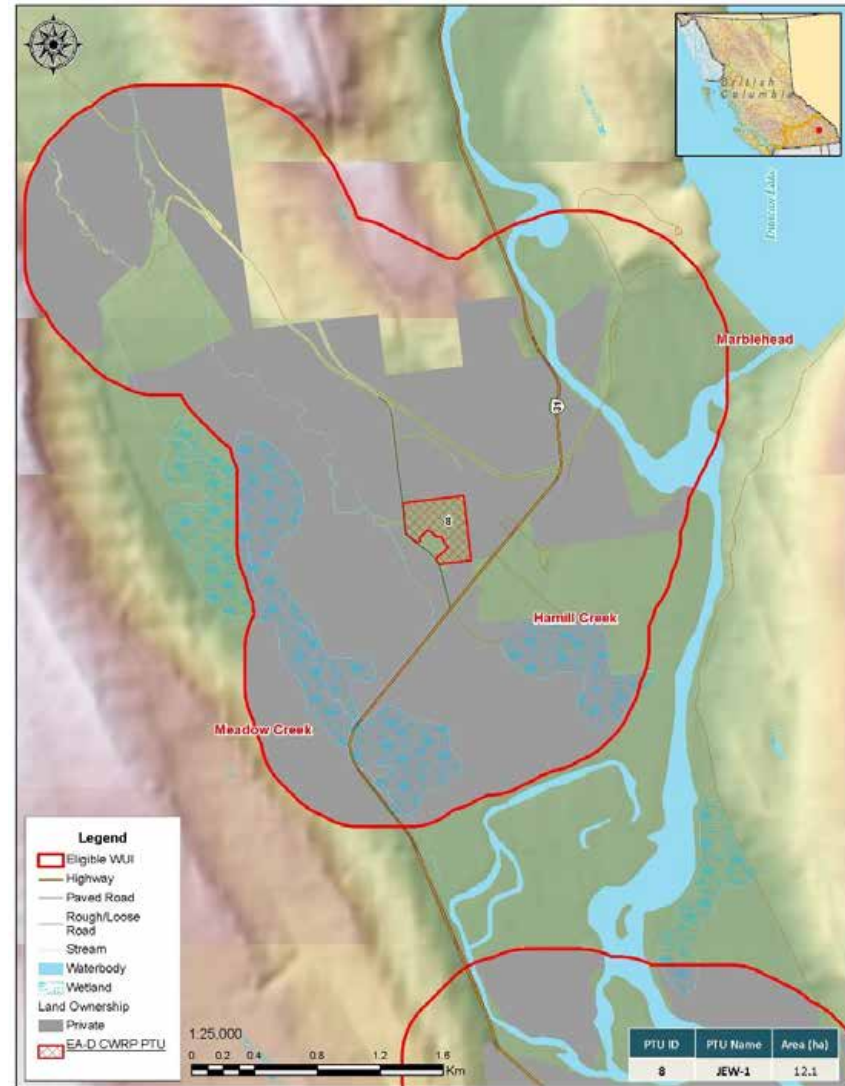 British
Columbia
Duncan Lake
Marblehead
31
8
Hamill Creek
Meadow Creek
Legend
Eligible WUI
Highway
Paved Road
Rough/Loose
Road
Stream
Waterbody
Wetland
Land Ownership
Private
EA-D CWRP PTU
1:25.000
0 0.2 0.4 0.8 1.2 1.6
Km
PTU ID PTU Name Area (ha)
8 JEW-1 12.1